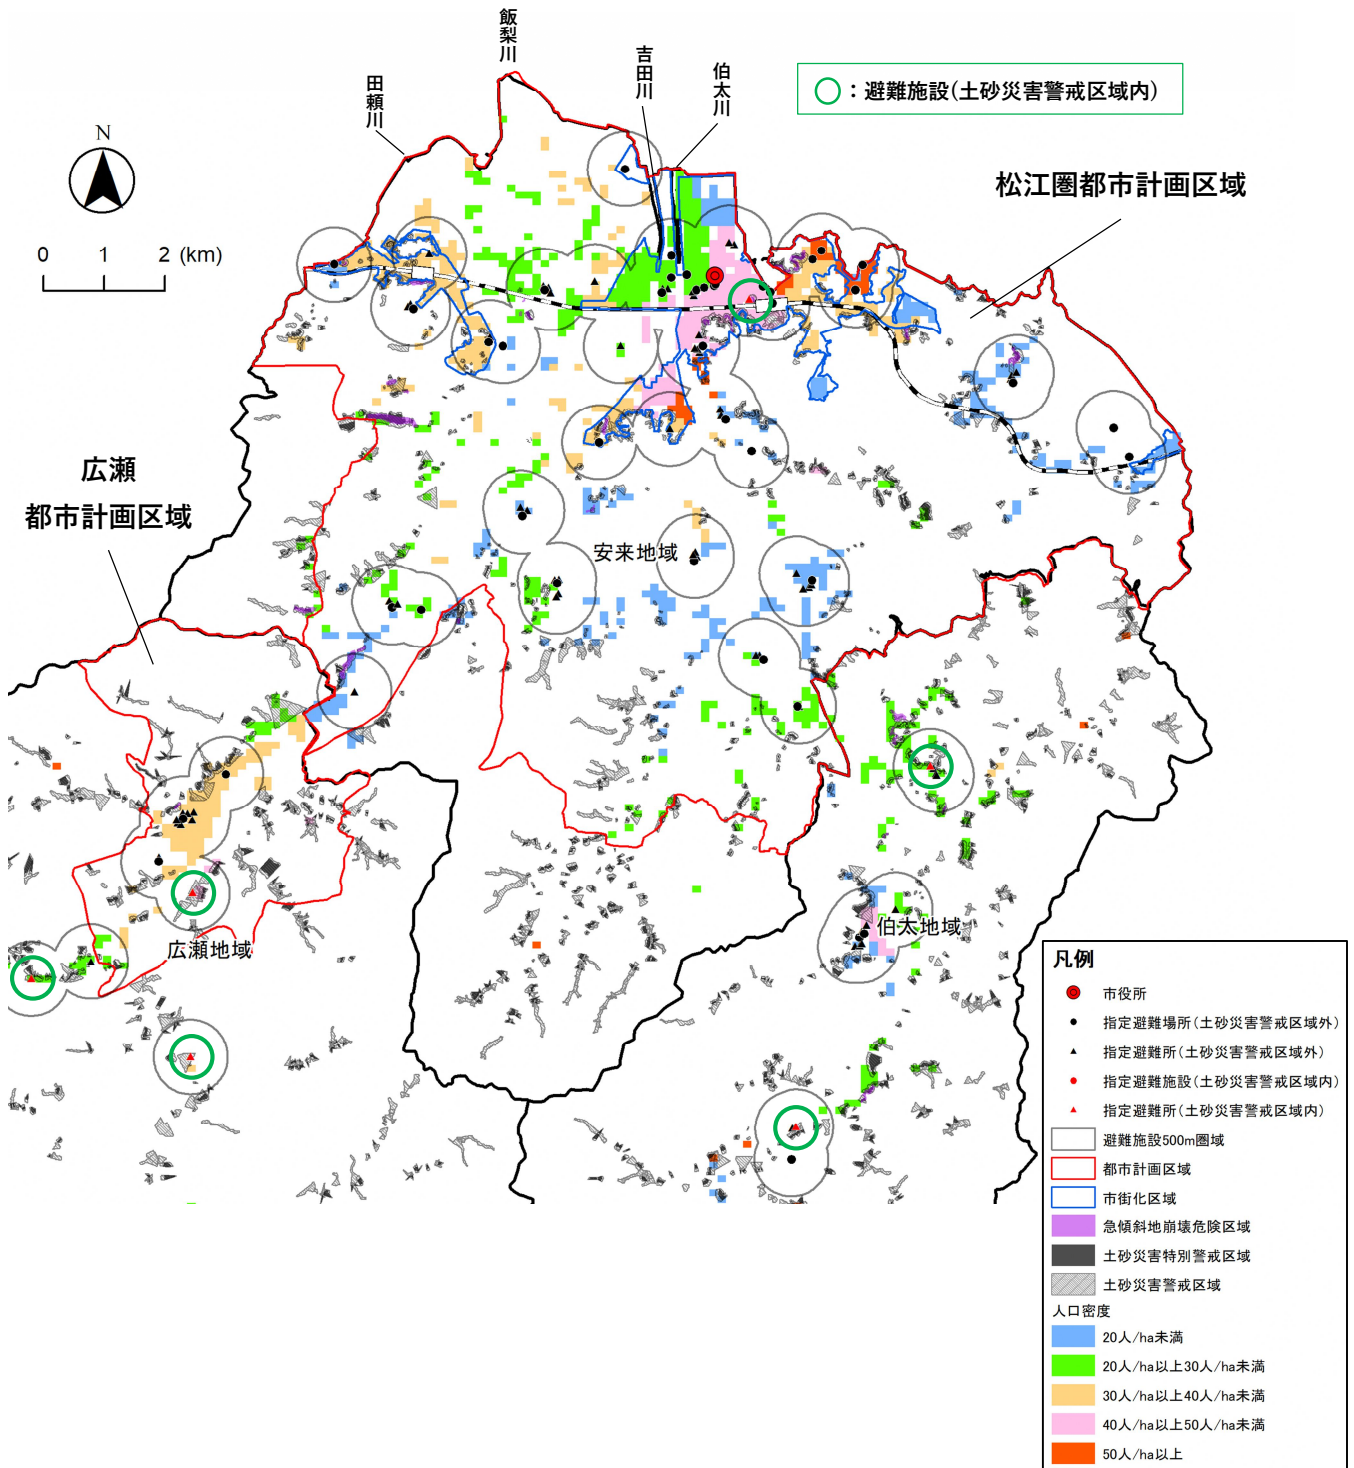 飯梨川
吉田川
伯太川
田頼川
：避難施設(土砂災害警戒区域内)
N
松江圏都市計画区域
0 1 2 (km)
広瀬
都市計画区域
安来地域
伯太地域
広瀬地域
凡例
市役所
指定避難場所(土砂災害警戒区域外)
指定避難所(土砂災害警戒区域外)
指定避難施設(土砂災害警戒区域内)
指定避難所(土砂災害警戒区域内)
避難施設500m圏域
都市計画区域
市街化区域
急傾斜地崩壊危険区域
土砂災害特別警戒区域
土砂災害警戒区域
人口密度
20人/ha未満
20人/ha以上30人/ha未満
30人/ha以上40人/ha未満
40人/ha以上50人/ha未満
50人/ha以上